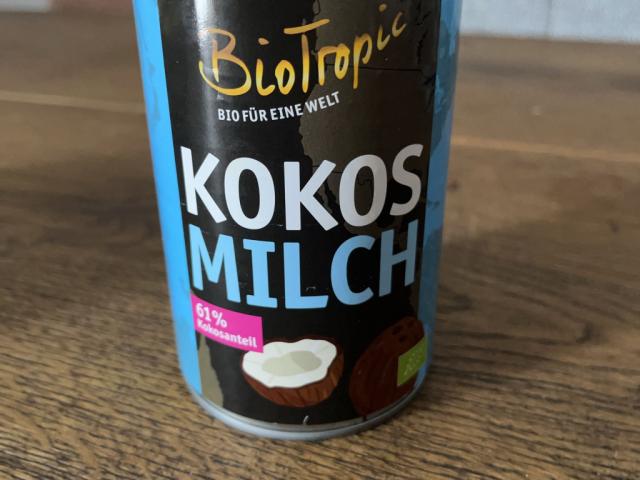 BioTropic
BIO FÜR EINE WELT
KOKOS
MILCH
61%
Kokosanteil